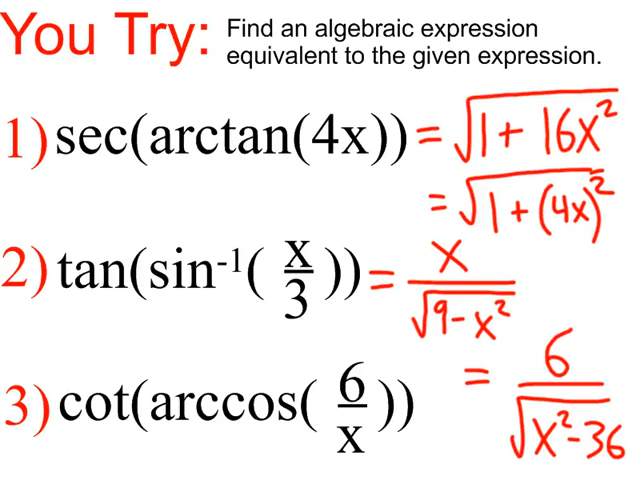 You Try: Find an algebraic expression
equivalent to the given expression.
1) sec(arctan(4x)) = √(1 + 16x²)
= √(1 + (4x)²)
2) tan(sin⁻¹( x/3 )) = x/√(9 - x²)
3) cot(arccos( 6/x )) = 6/√(x² - 36)